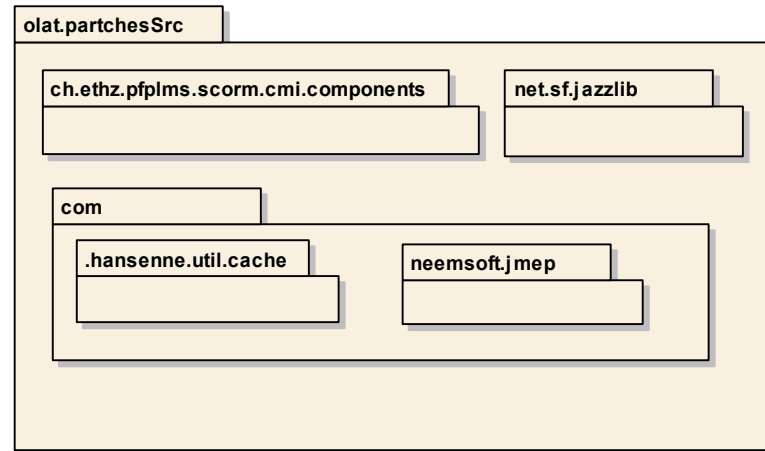 olat.partchesSrc
ch.ethz.pfplms.scorm.cmi.components
net.sf.jazzlib
com
.hansenne.util.cache
neemsoft.jmep